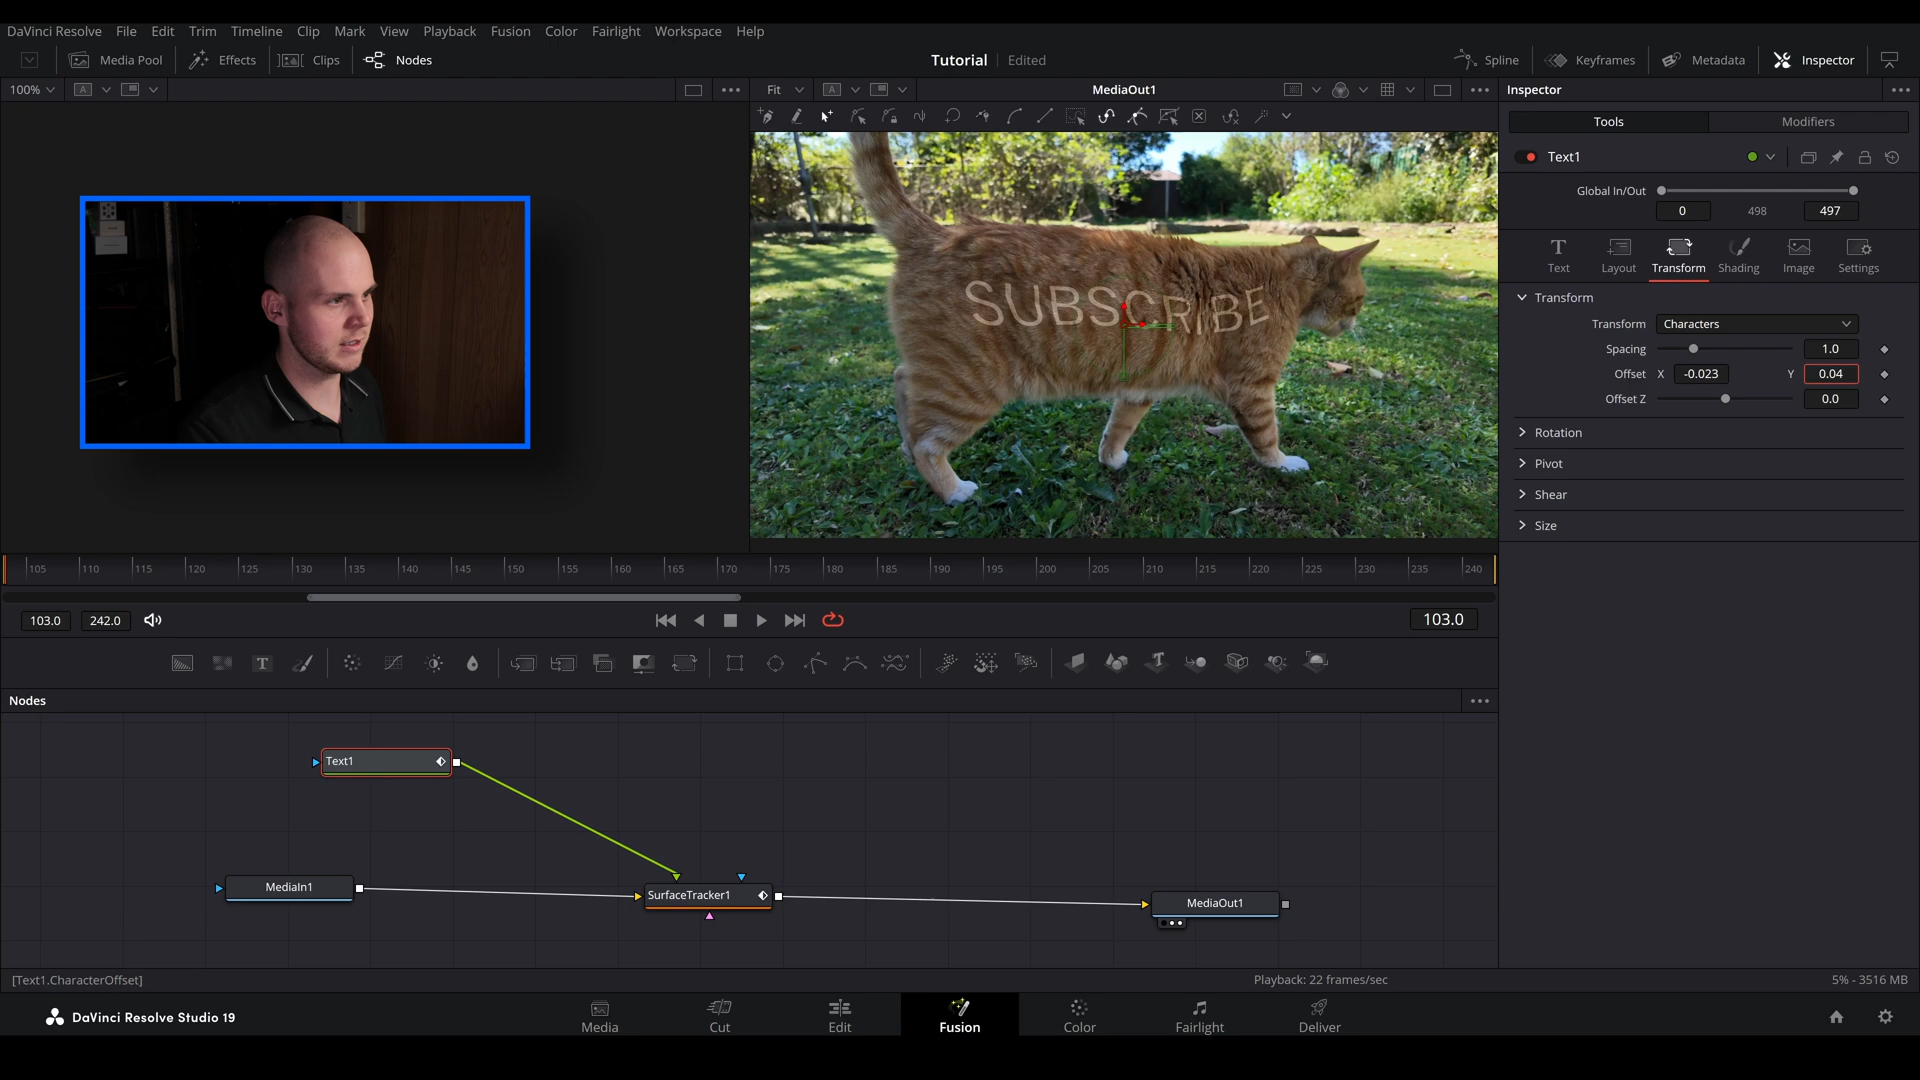 DaVinci Resolve File Edit Trim Timeline Clip Mark View Playback Fusion Color Fairlight Workspace Help
Media Pool Effects Clips Nodes Tutorial Edited Spline Keyframes Metadata Inspector
100% A Fit A MediaOut1 Inspector
Tools Modifiers
Text1
Global In/Out
0 498 497
Text Layout Transform Shading Image Settings
Transform
Transform Characters
Spacing 1.0
Offset X -0.023 Y 0.04
Offset Z 0.0
Rotation
Pivot
Shear
Size
SUBSCRIBE
105 110 115 120 125 130 135 140 145 150 155 160 165 170 175 180 185 190 195 200 205 210 215 220 225 230 235 240
103.0 242.0 103.0
T
T
Nodes
Text1
MediaIn1
SurfaceTracker1
MediaOut1
[Text1.CharacterOffset] Playback: 22 frames/sec 5% - 3516 MB
DaVinci Resolve Studio 19
Media Cut Edit Fusion Color Fairlight Deliver